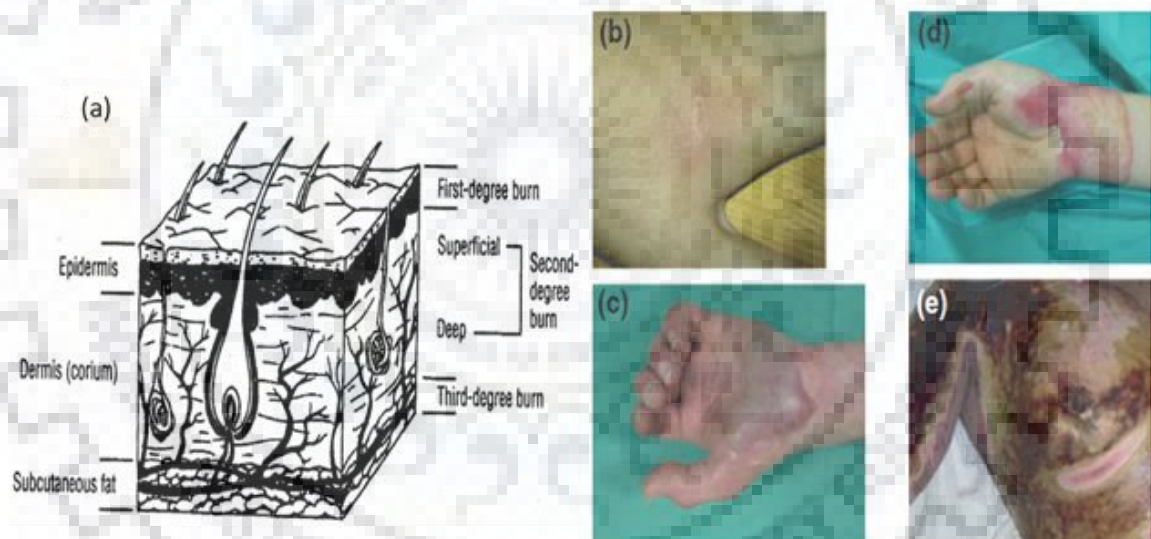 (a)
Epidermis
Dermis (corium)
Subcutaneous fat
First-degree burn
Superficial
Deep
Second-
degree
burn
Third-degree burn
(b)
(c)
(d)
(e)